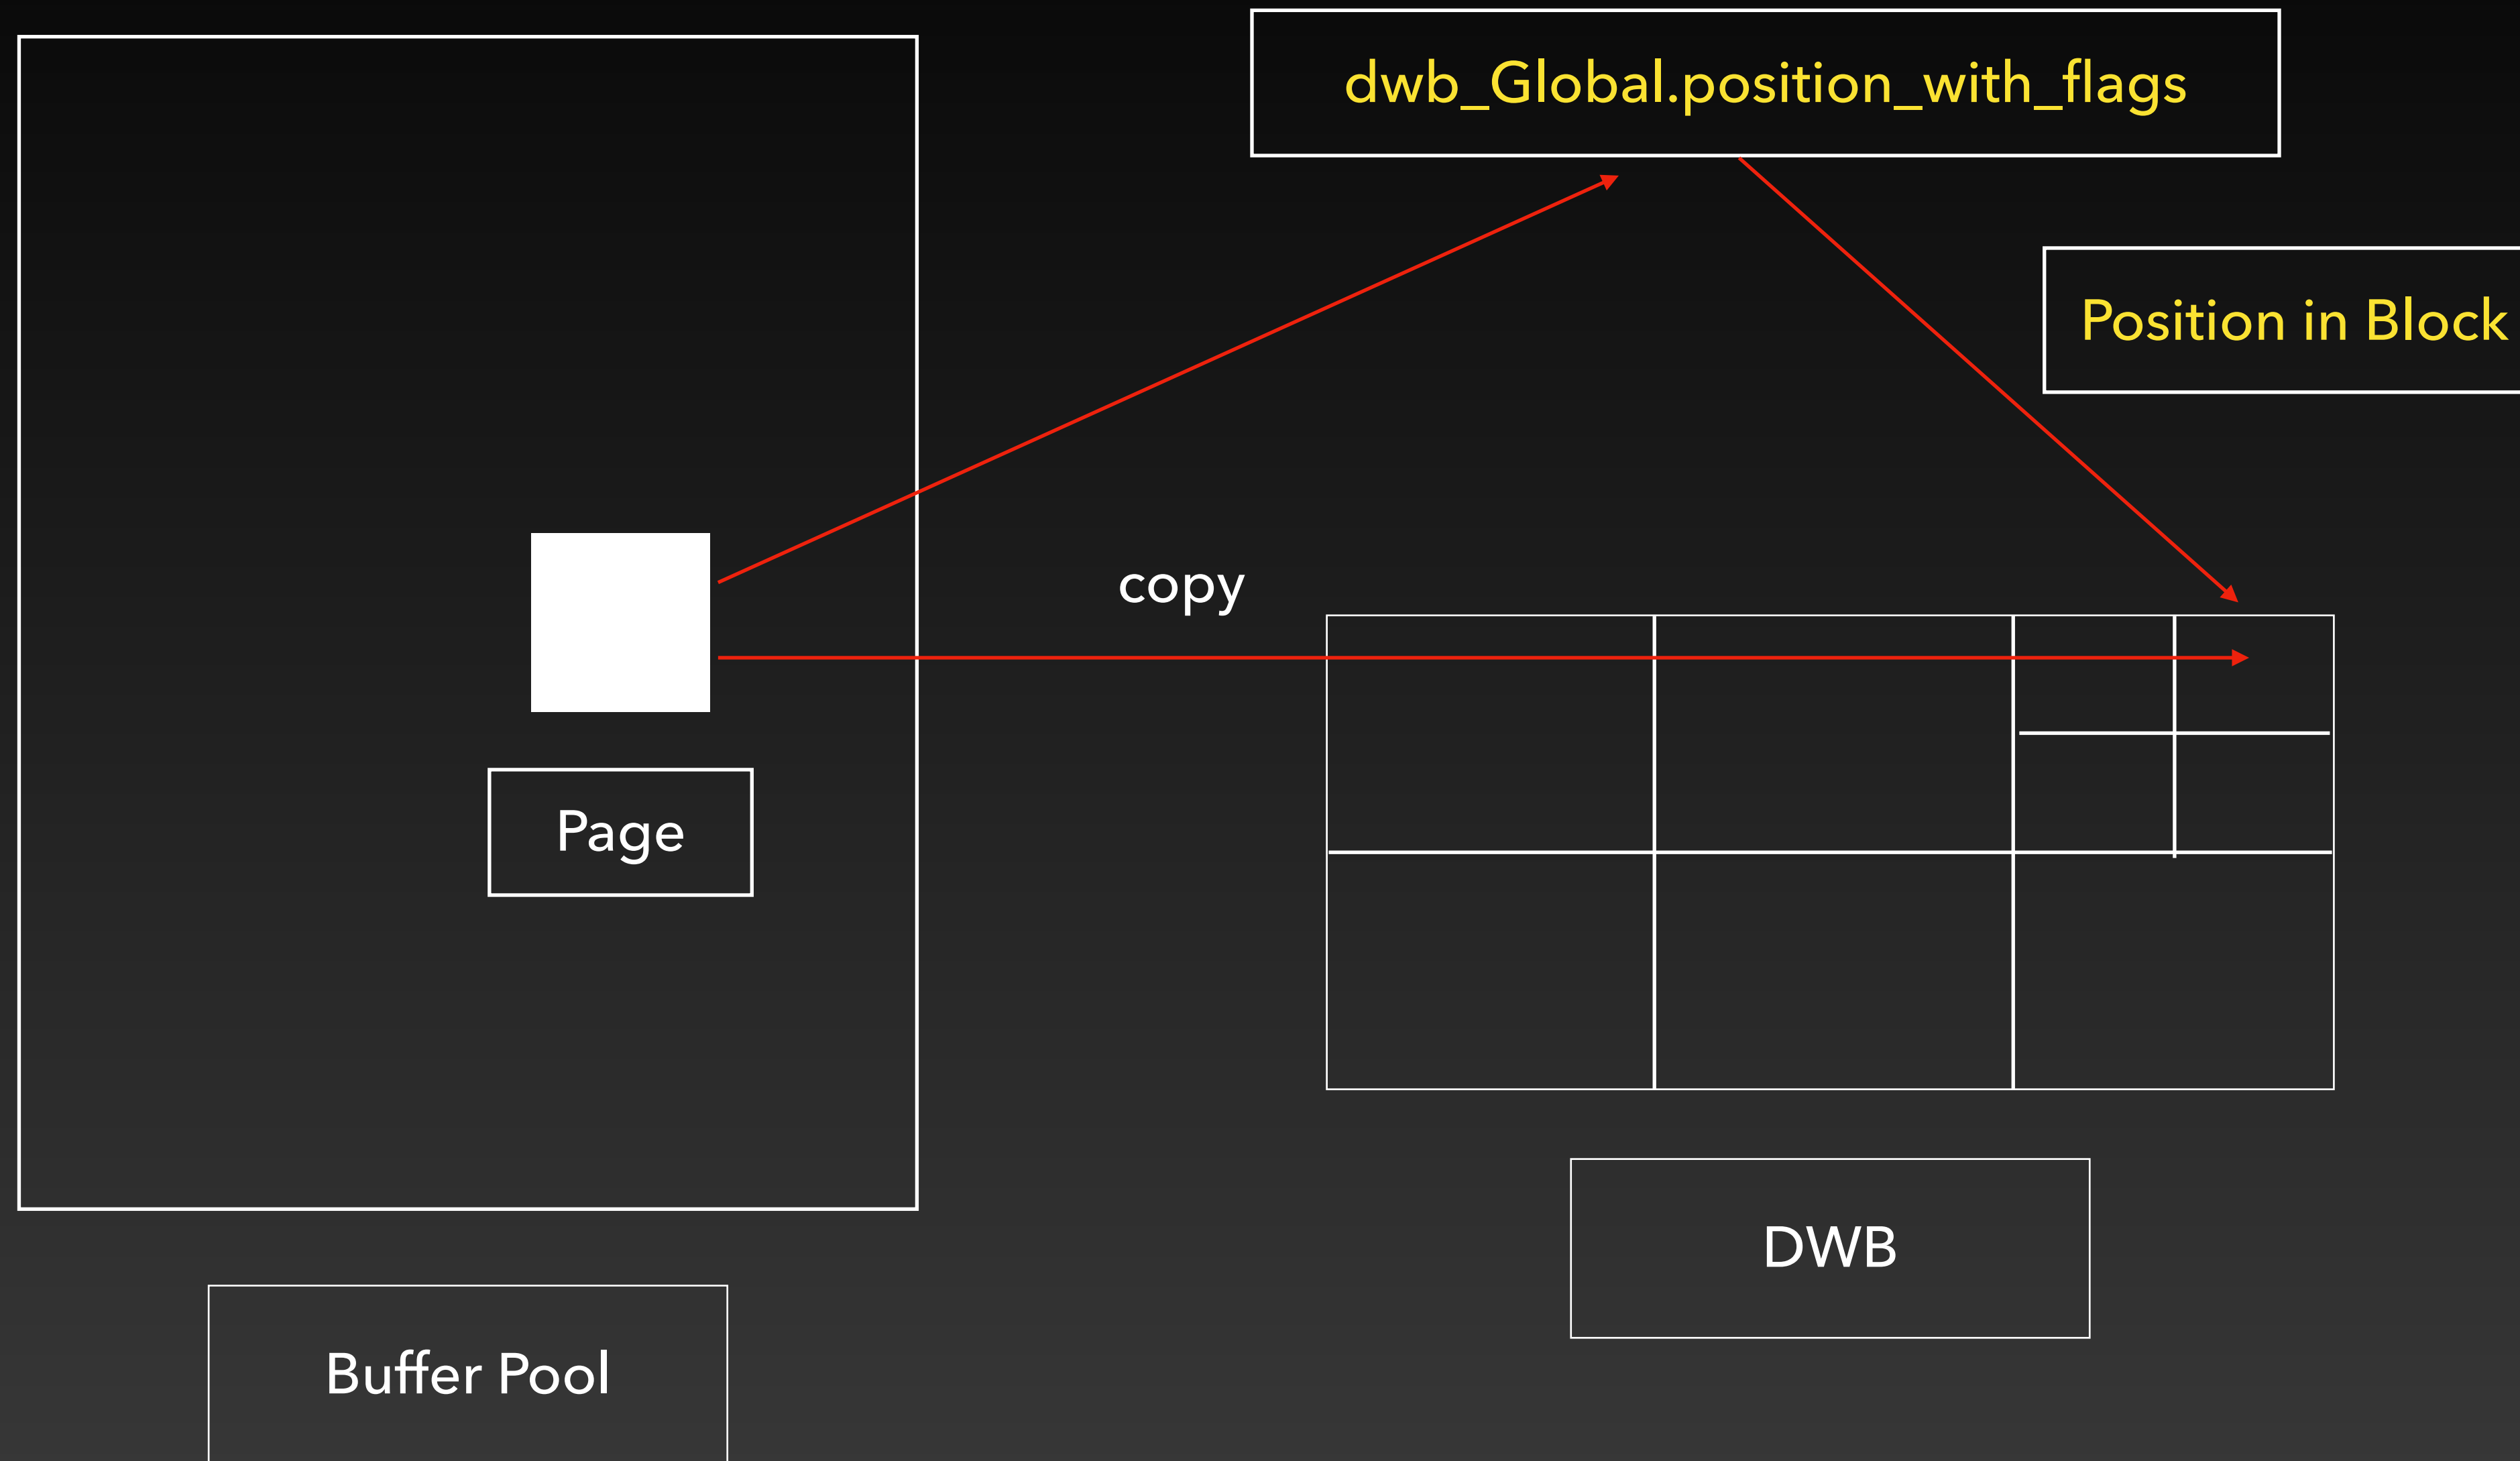 dwb_Global.position_with_flags
Position in Block
copy
Page
DWB
Buffer Pool